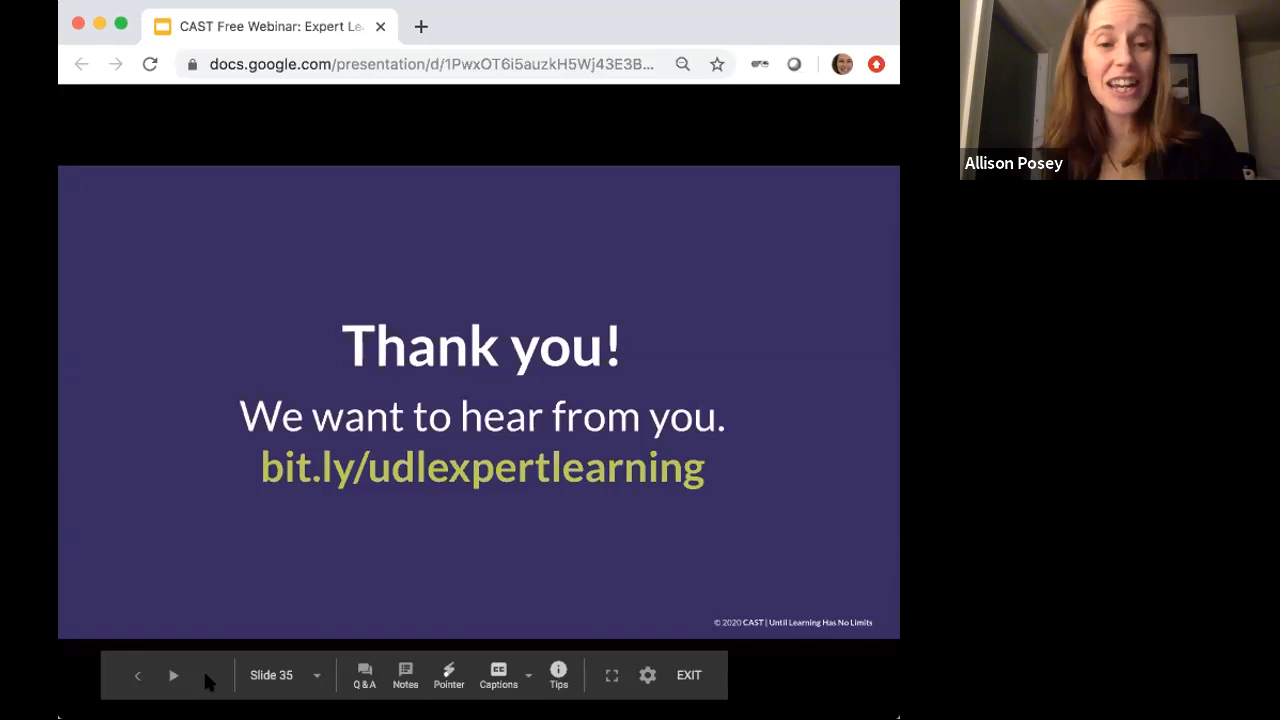 CAST Free Webinar: Expert Le
docs.google.com/presentation/d/1PwxOT6i5auzkH5Wj43E3B...
Allison Posey
Thank you!
We want to hear from you.
bit.ly/udlexpertlearning
© 2020 CAST | Until Learning Has No Limits
Slide 35
Q&A
Notes
Pointer
CC
Captions
Tips
EXIT